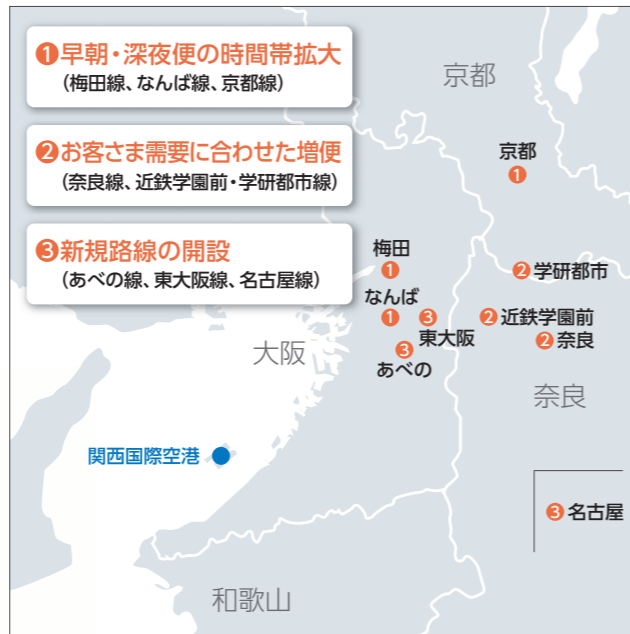 ❶早朝・深夜便の時間帯拡大
(梅田線、なんば線、京都線)
❷お客さま需要に合わせた増便
(奈良線、近鉄学園前・学研都市線)
❸新規路線の開設
(あべの線、東大阪線、名古屋線)
京都
京都
❶
梅田
❶
❷学研都市
なんば
❶
❸
東大阪
❷近鉄学園前
❷奈良
❸
あべの
大阪
奈良
関西国際空港
❸名古屋
和歌山